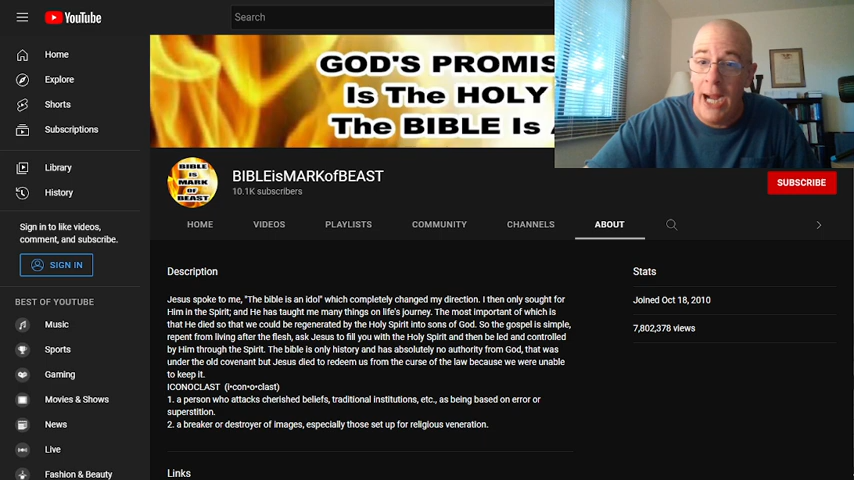 YouTube
Search
Home
Explore
Shorts
Subscriptions
Library
History
Sign in to like videos,
comment, and subscribe.
SIGN IN
BEST OF YOUTUBE
Music
Sports
Gaming
Movies & Shows
News
Live
Fashion & Beauty
GOD'S PROMIS
Is The HOLY
The BIBLE Is A
BIBLE
IS
MARK
OF
BEAST
BIBLEisMARKofBEAST
10.1K subscribers
SUBSCRIBE
HOME VIDEOS PLAYLISTS COMMUNITY CHANNELS ABOUT
Description
Jesus spoke to me, "The bible is an idol" which completely changed my direction. I then only sought for
Him in the Spirit; and He has taught me many things on life's journey. The most important of which is
that He died so that we could be regenerated by the Holy Spirit into sons of God. So the gospel is simple,
repent from living after the flesh, ask Jesus to fill you with the Holy Spirit and then be led and controlled
by Him through the Spirit. The bible is only history and has absolutely no authority from God, that was
under the old covenant but Jesus died to redeem us from the curse of the law because we were unable
to keep it.
ICONOCLAST (i•con•o•clast)
1. a person who attacks cherished beliefs, traditional institutions, etc., as being based on error or
superstition.
2. a breaker or destroyer of images, especially those set up for religious veneration.
Links
Stats
Joined Oct 18, 2010
7,802,378 views